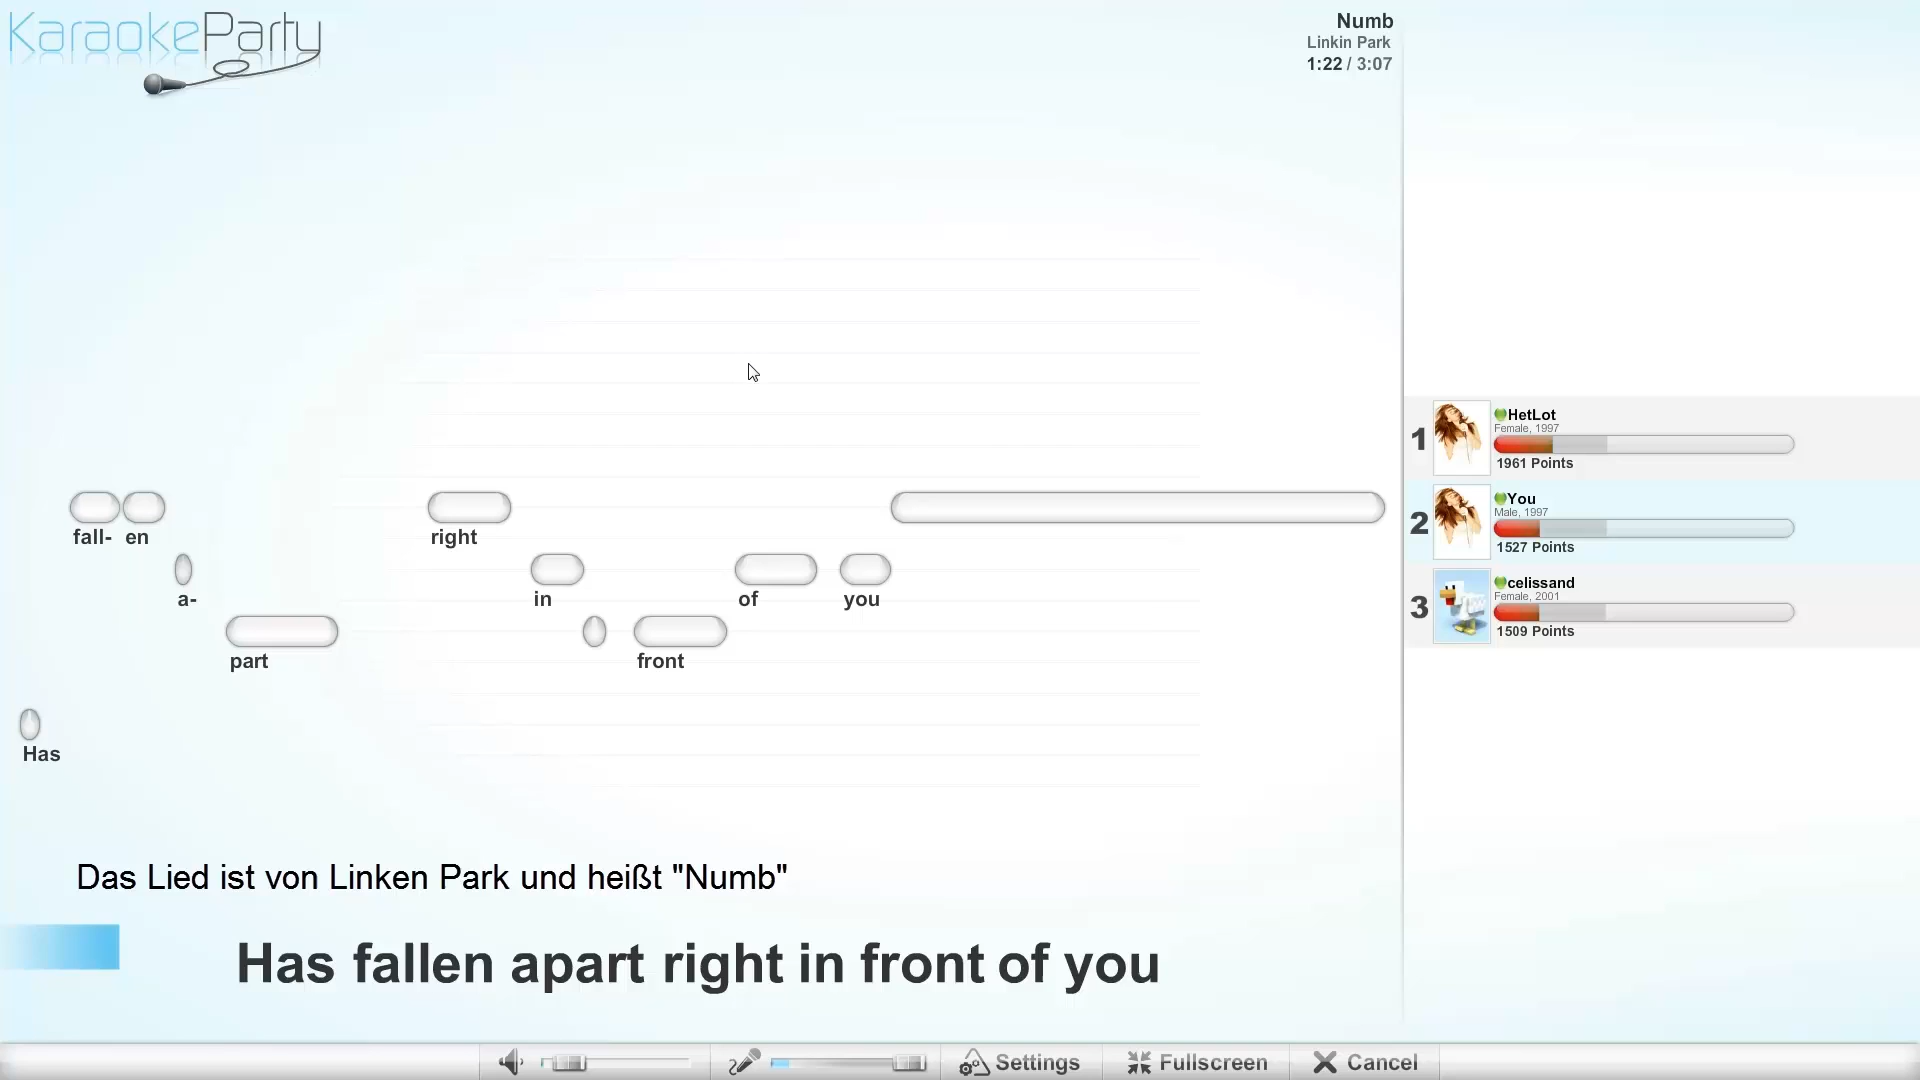 KaraokeParty
Numb
Linkin Park
1:22 / 3:07
fall- en
right
a-
in
of
you
part
front
Has
1
HetLot
Female, 1997
1961 Points
2
You
Male, 1997
1527 Points
3
celissand
Female, 2001
1509 Points
Das Lied ist von Linken Park und heißt "Numb"
Has fallen apart right in front of you
Settings
Fullscreen
Cancel